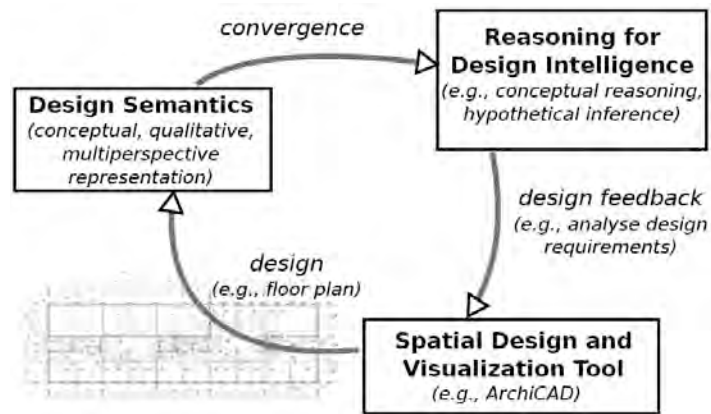 convergence
Reasoning for
Design Intelligence
(e.g., conceptual reasoning,
hypothetical inference)
Design Semantics
(conceptual, qualitative,
multiperspective
representation)
design feedback
(e.g., analyse design
requirements)
design
(e.g., floor plan)
Spatial Design and
Visualization Tool
(e.g., ArchiCAD)